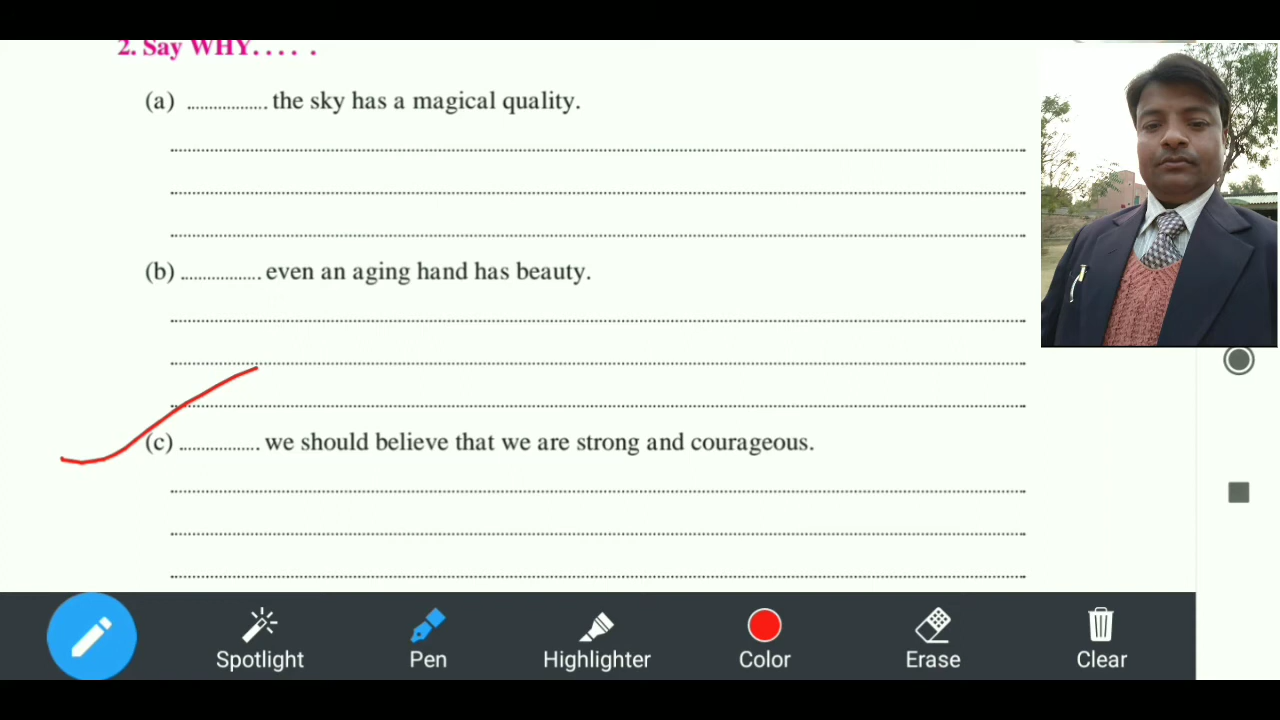 2. Say WHY. . . . .
(a) ................. the sky has a magical quality.
(b) ................. even an aging hand has beauty.
(c) ................. we should believe that we are strong and courageous.
Spotlight Pen Highlighter Color Erase Clear